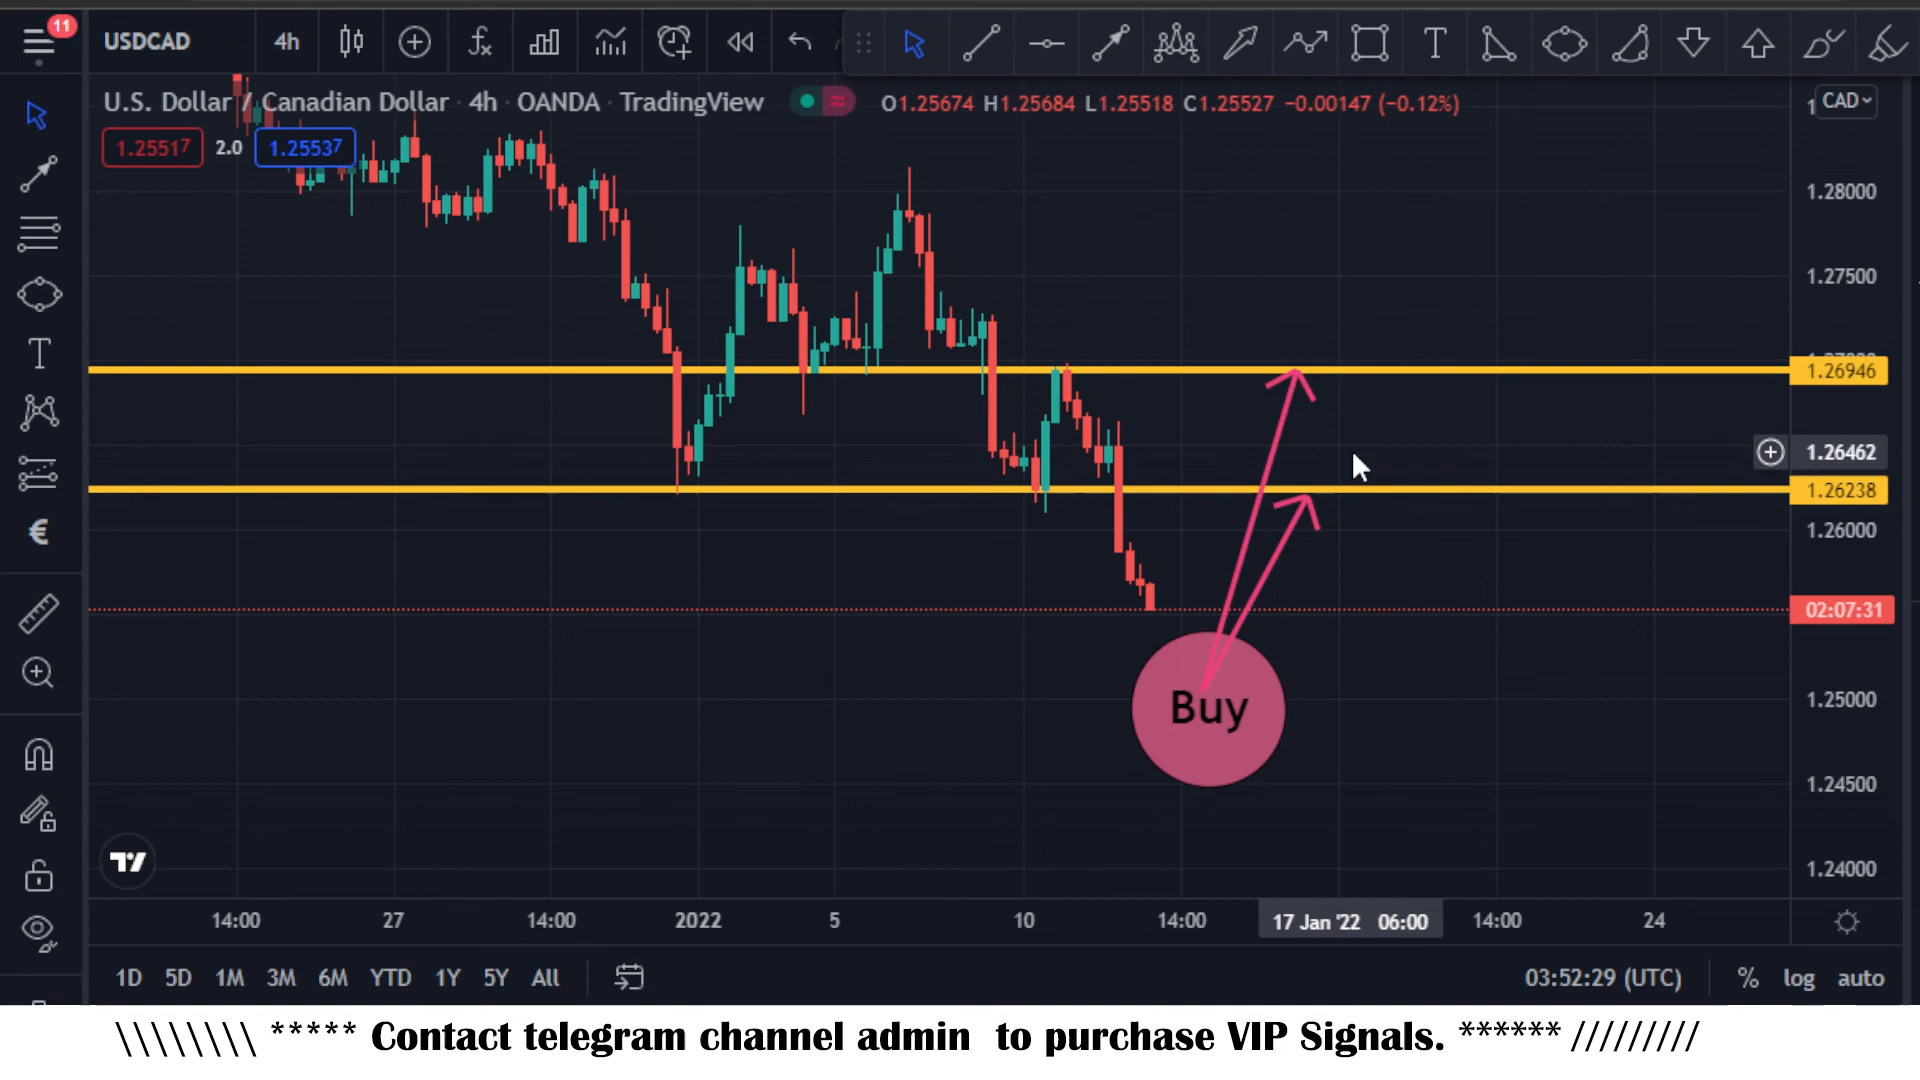 11
USDCAD 4h
U.S. Dollar / Canadian Dollar · 4h · OANDA · TradingView
O1.25674 H1.25684 L1.25518 C1.25527 −0.00147 (−0.12%)
CAD
1.25517 2.0 1.25537
1.28000
1.27500
1.26946
1.26462
1.26238
1.26000
02:07:31
Buy
1.25000
1.24500
1.24000
14:00 27 14:00 2022 5 10 14:00 17 Jan '22 06:00 14:00 24
1D 5D 1M 3M 6M YTD 1Y 5Y All 03:52:29 (UTC) % log auto
\\\\\\\\ ***** Contact telegram channel admin to purchase VIP Signals. ****** /////////